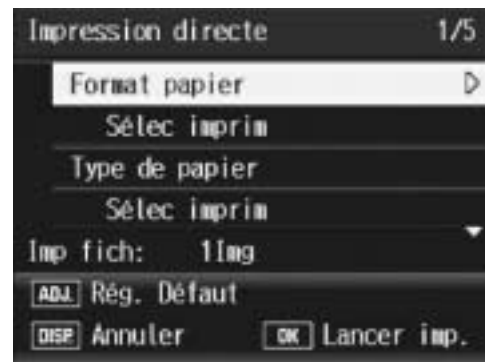 Impression directe 1/5
Format papier
Sélec imprim
Type de papier
Sélec imprim
Imp fich: 1Img
ADJ. Rég. Défaut
DISP Annuler OK Lancer imp.